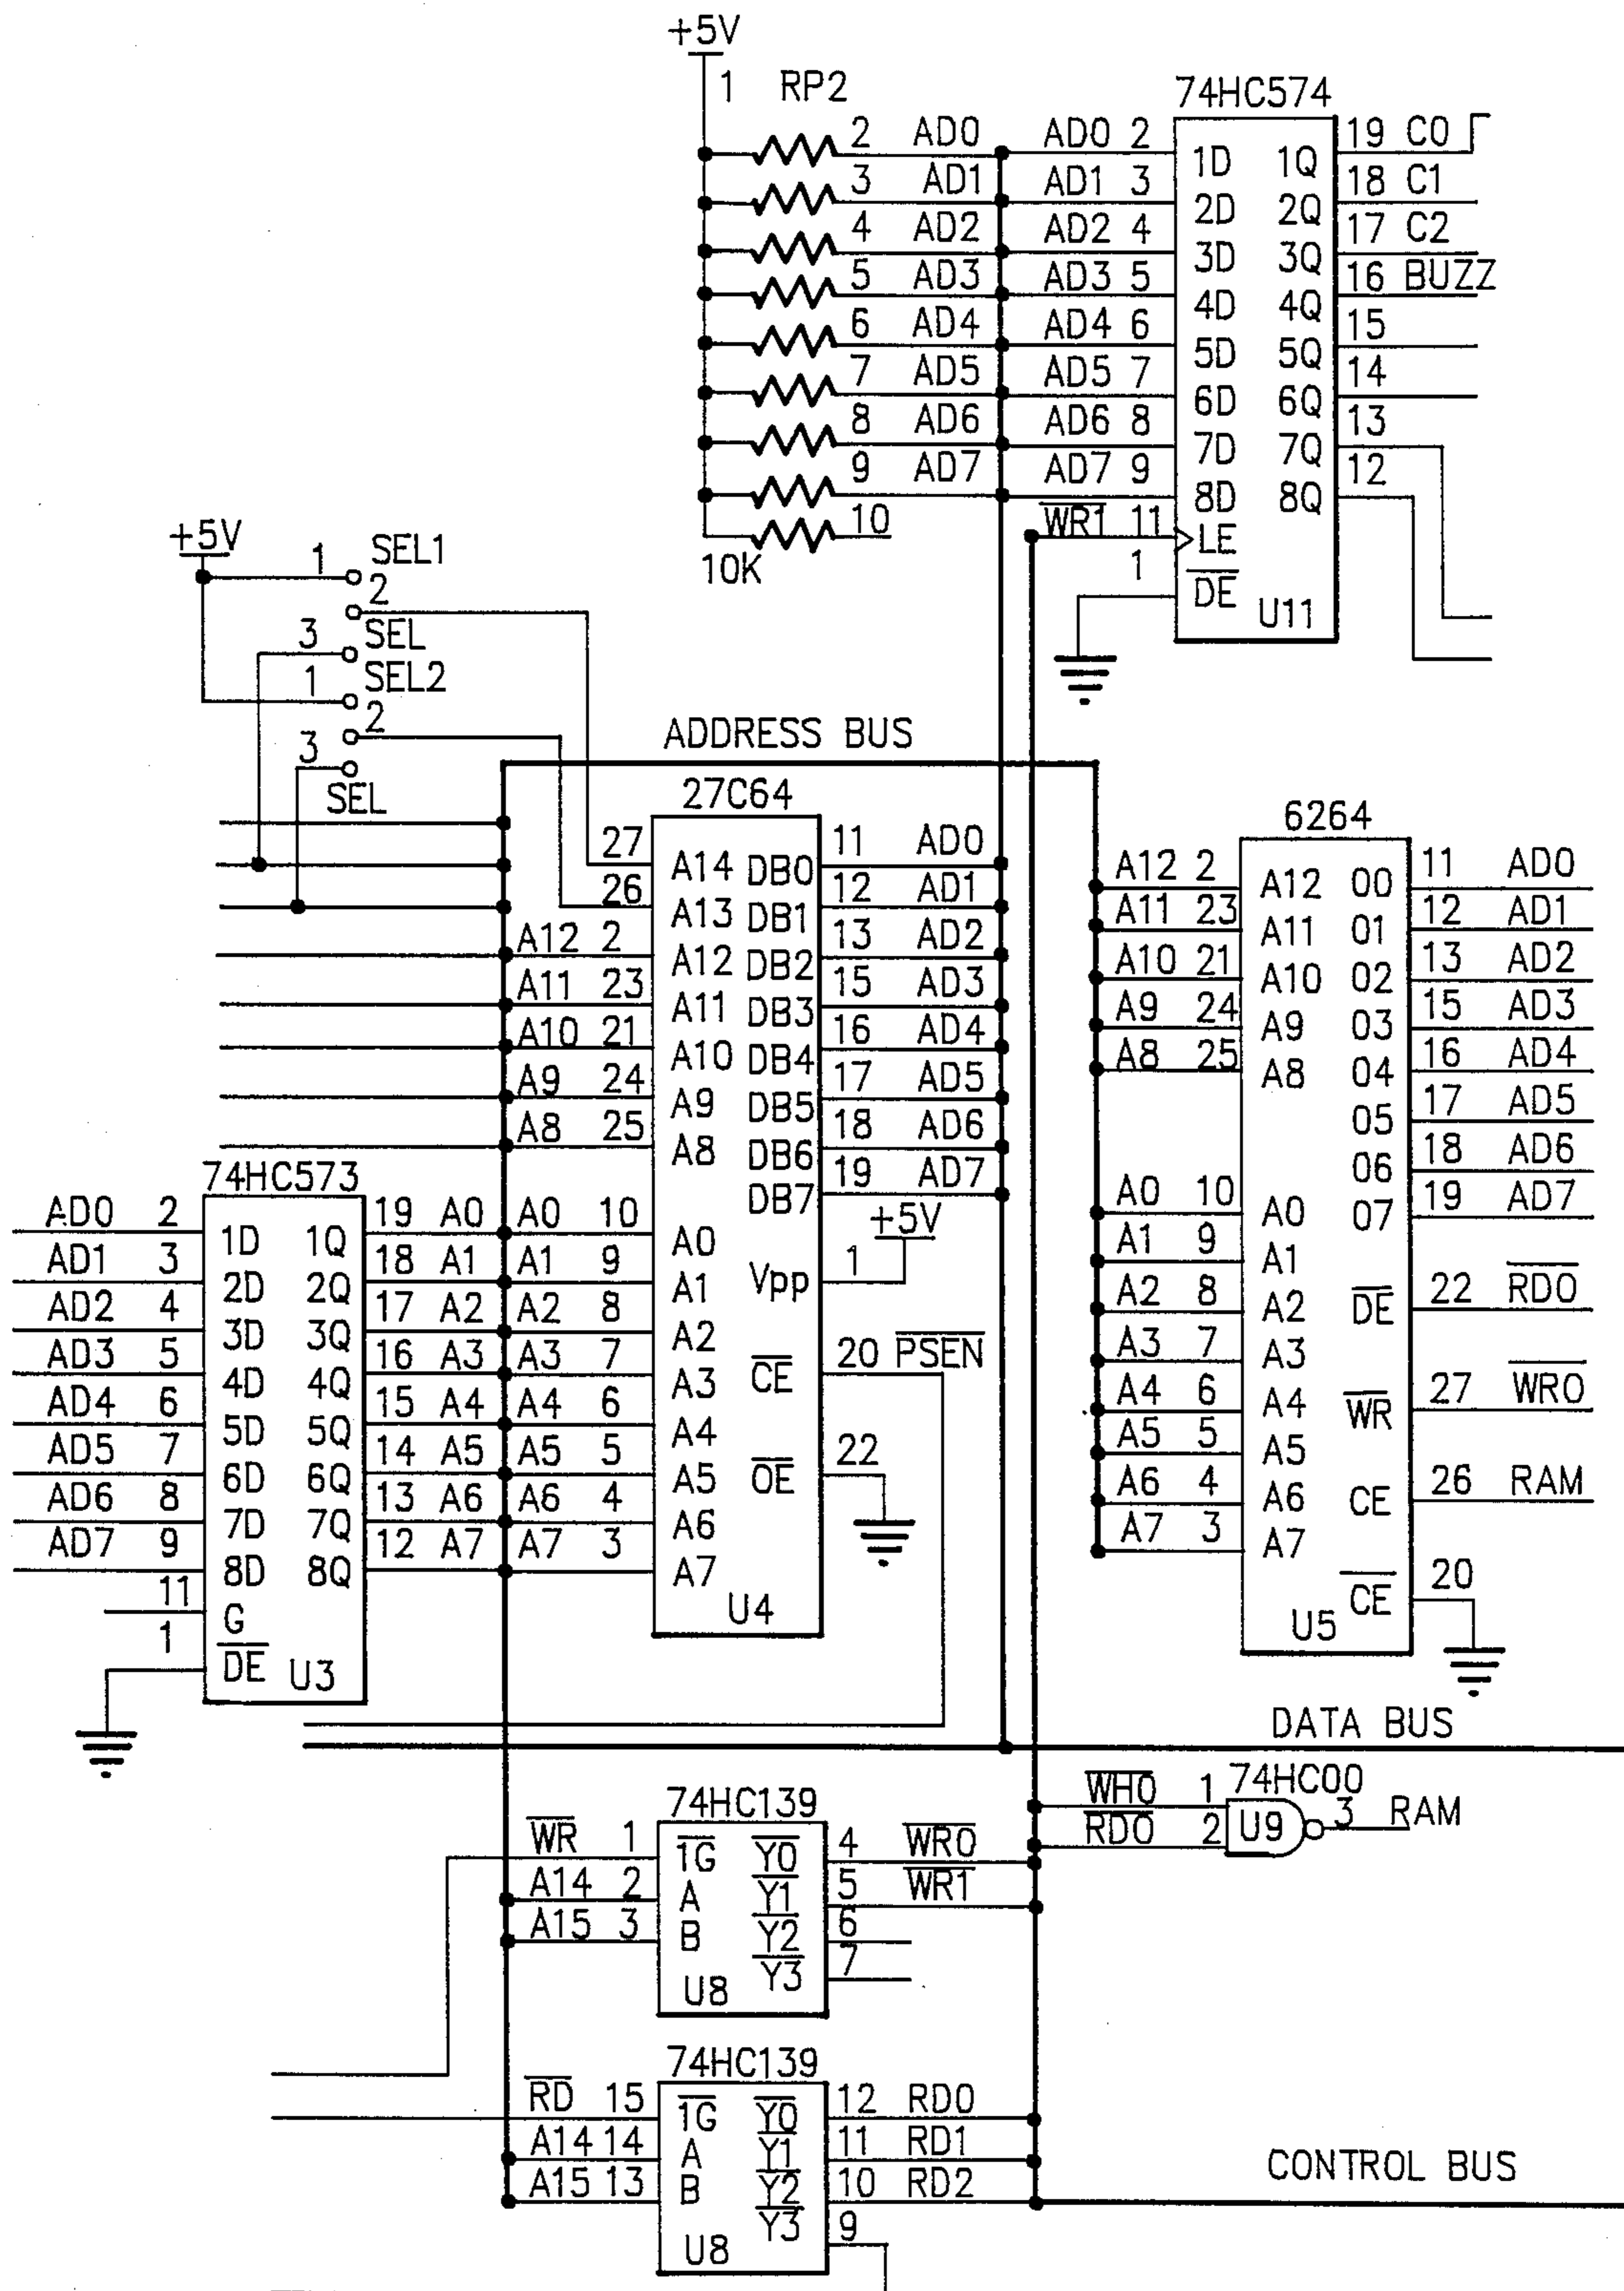 +5V
1 RP2
74HC574
2 AD0 AD0 2 1D 1Q 19 C0
3 AD1 AD1 3 2D 2Q 18 C1
4 AD2 AD2 4 3D 3Q 17 C2
5 AD3 AD3 5 4D 4Q 16 BUZZ
6 AD4 AD4 6 5D 5Q 15
7 AD5 AD5 7 6D 6Q 14
8 AD6 AD6 8 7D 7Q 13
9 AD7 AD7 9 8D 8Q 12
10 WR1 11 LE
10K
1 DE U11
+5V
1 SEL1
2
3 SEL
1 SEL2
2
3
SEL
ADDRESS BUS
27C64
27 A14 DB0 11 AD0
26 A13 DB1 12 AD1
A12 2 A12 DB2 13 AD2
A11 23 A11 DB3 15 AD3
A10 21 A10 DB4 16 AD4
A9 24 A9 DB5 17 AD5
A8 25 A8 DB6 18 AD6
DB7 19 AD7
A0 10 A0
+5V
A1 9 A1 Vpp 1
A2 8 A2
A3 7 A3 CE 20 PSEN
A4 6 A4
A5 5 A5 OE 22
A6 4 A6
A7 3 A7
U4
6264
A12 2 A12 O0 11 AD0
A11 23 A11 O1 12 AD1
A10 21 A10 O2 13 AD2
A9 24 A9 O3 15 AD3
A8 25 A8 O4 16 AD4
O5 17 AD5
O6 18 AD6
A0 10 A0 O7 19 AD7
A1 9 A1
A2 8 A2 DE 22 RD0
A3 7 A3
A4 6 A4 WR 27 WR0
A5 5 A5
A6 4 A6 CE 26 RAM
A7 3 A7
CE 20
U5
74HC573
AD0 2 1D 1Q 19 A0
AD1 3 2D 2Q 18 A1
AD2 4 3D 3Q 17 A2
AD3 5 4D 4Q 16 A3
AD4 6 5D 5Q 15 A4
AD5 7 6D 6Q 14 A5
AD6 8 7D 7Q 13 A6
AD7 9 8D 8Q 12 A7
11 G
1 DE U3
DATA BUS
74HC139
WR 1 1G Y0 4 WR0
A14 2 A Y1 5 WR1
A15 3 B Y2 6
Y3 7
U8
74HC00
WH0 1
RD0 2 U9 3 RAM
74HC139
RD 15 1G Y0 12 RD0
A14 14 A Y1 11 RD1
A15 13 B Y2 10 RD2
Y3 9
U8
CONTROL BUS